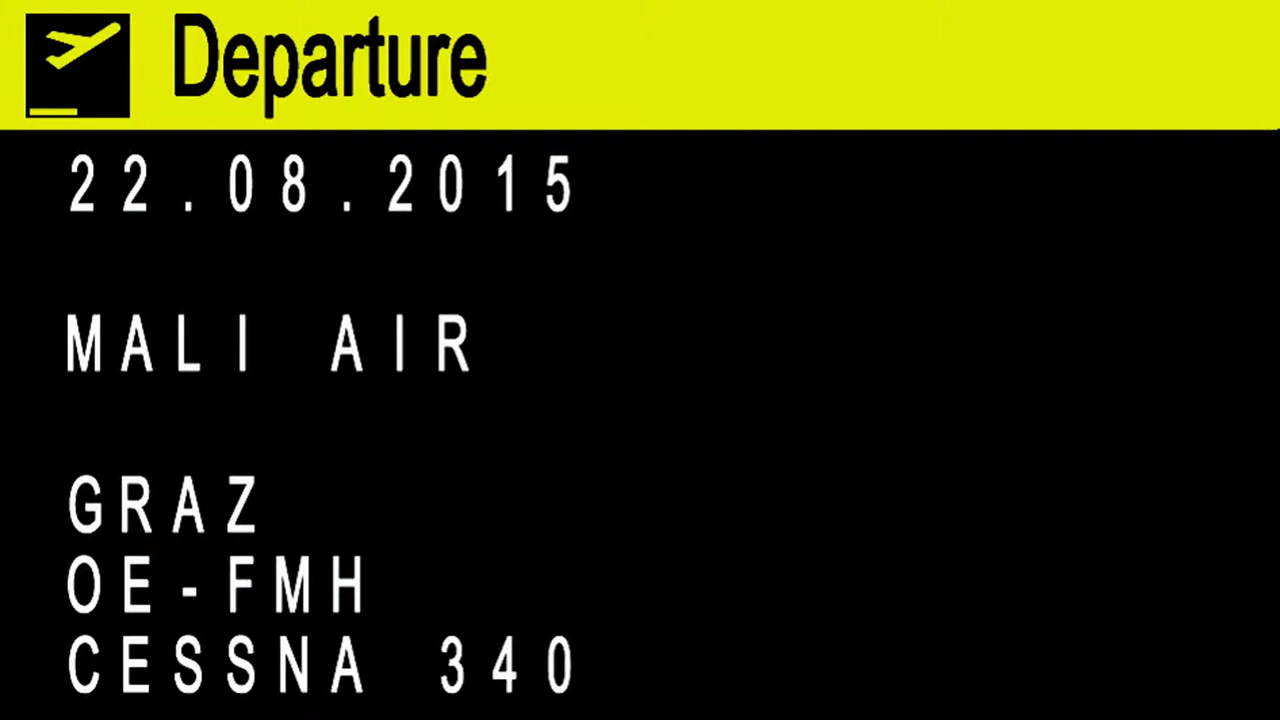 Departure
22.08.2015
MALI AIR
GRAZ
OE-FMH
CESSNA 340